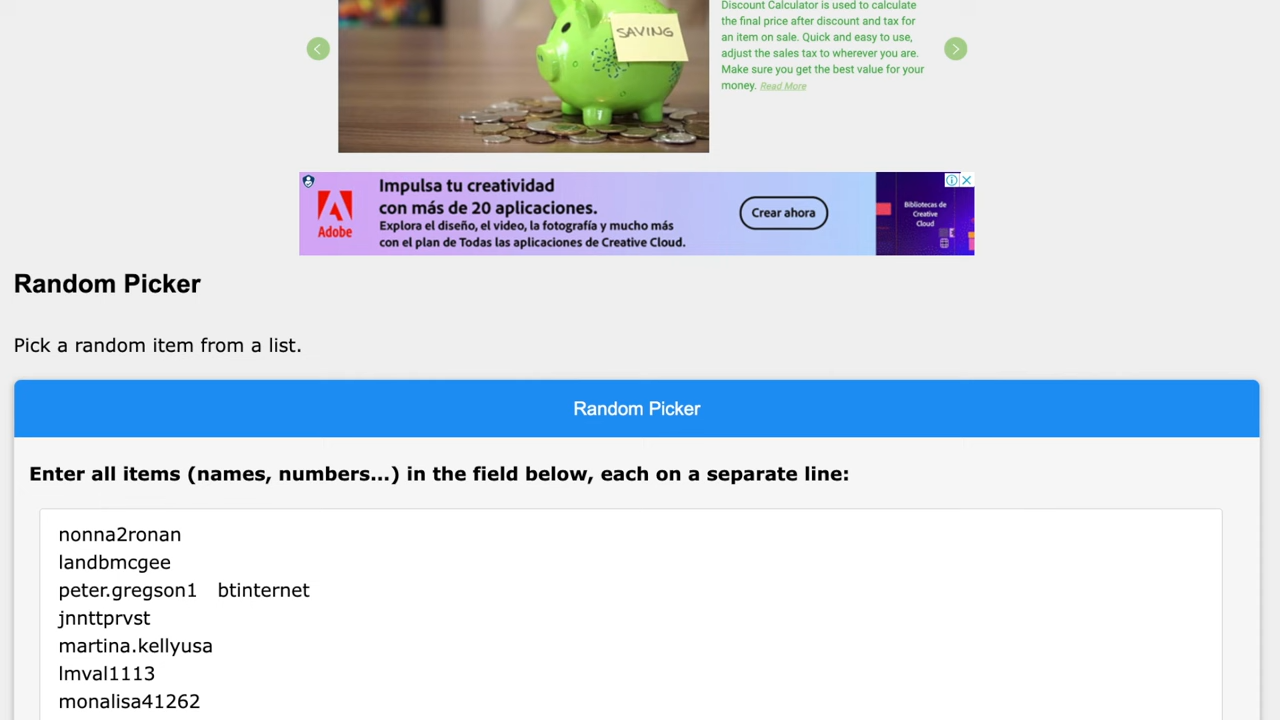 SAVING
Discount Calculator is used to calculate
the final price after discount and tax for
an item on sale. Quick and easy to use,
adjust the sales tax to wherever you are.
Make sure you get the best value for your
money. Read More
Adobe
Impulsa tu creatividad
con más de 20 aplicaciones.
Explora el diseño, el video, la fotografía y mucho más
con el plan de Todas las aplicaciones de Creative Cloud.
Crear ahora
Bibliotecas de
Creative
Cloud
Random Picker
Pick a random item from a list.
Random Picker
Enter all items (names, numbers...) in the field below, each on a separate line:
nonna2ronan
landbmcgee
peter.gregson1 btinternet
jnnttprvst
martina.kellyusa
lmval1113
monalisa41262